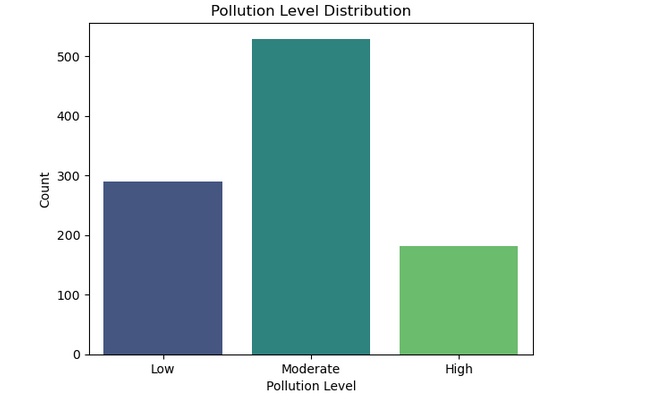 Pollution Level Distribution
500
400
300
200
100
0
Count
Low Moderate High
Pollution Level